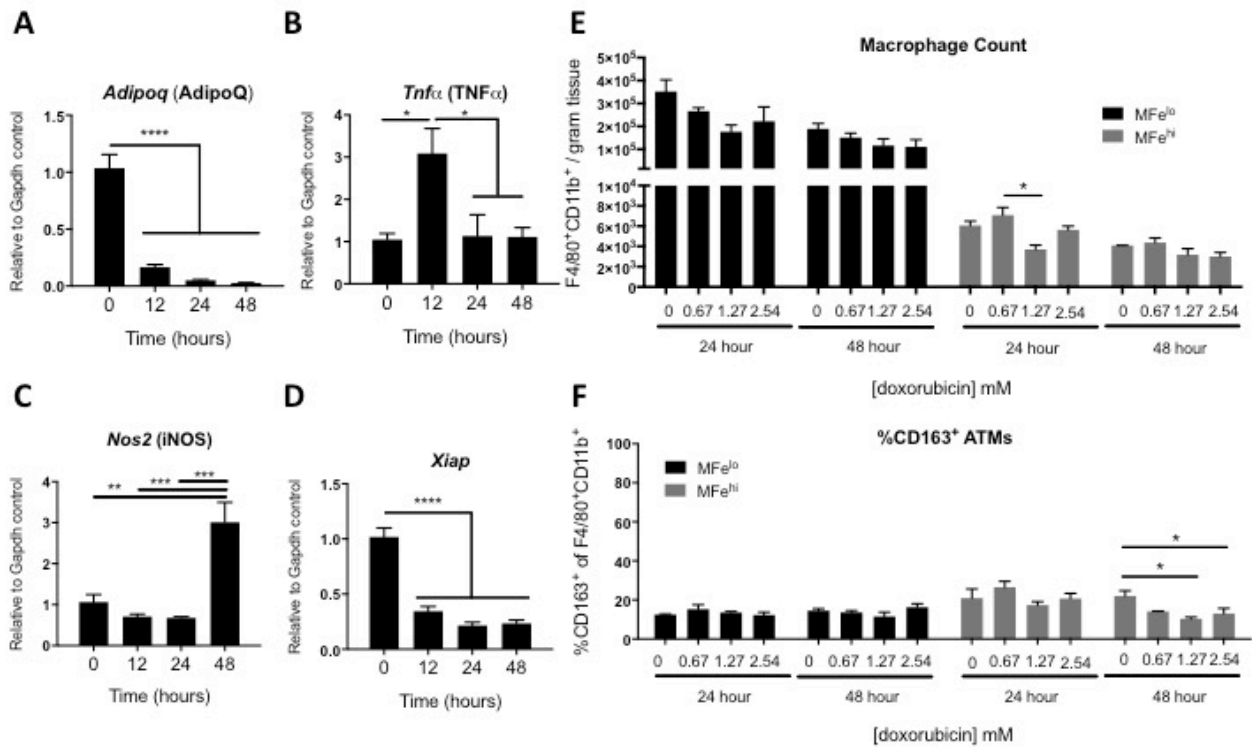 A
Adipoq (AdipoQ)
Relative to Gapdh control
1.5
1.0
0.5
0.0
****
0 12 24 48
Time (hours)
B
Tnfα (TNFα)
Relative to Gapdh control
4
3
2
1
0
* *
0 12 24 48
Time (hours)
C
Nos2 (iNOS)
Relative to Gapdh control
4
3
2
1
0
** *** ***
0 12 24 48
Time (hours)
D
Xiap
Relative to Gapdh control
1.5
1.0
0.5
0.0
****
0 12 24 48
Time (hours)
E
Macrophage Count
F4/80⁺CD11b⁺ / gram tissue
5×10⁵
4×10⁵
3×10⁵
2×10⁵
1×10⁵
1×10⁴
8×10³
6×10³
4×10³
2×10³
0
MFeˡᵒ
MFeʰⁱ
*
0 0.67 1.27 2.54 0 0.67 1.27 2.54 0 0.67 1.27 2.54 0 0.67 1.27 2.54
24 hour 48 hour 24 hour 48 hour
[doxorubicin] mM
F
%CD163⁺ ATMs
%CD163⁺ of F4/80⁺CD11b⁺
100
80
60
40
20
0
MFeˡᵒ
MFeʰⁱ
*
*
0 0.67 1.27 2.54 0 0.67 1.27 2.54 0 0.67 1.27 2.54 0 0.67 1.27 2.54
24 hour 48 hour 24 hour 48 hour
[doxorubicin] mM